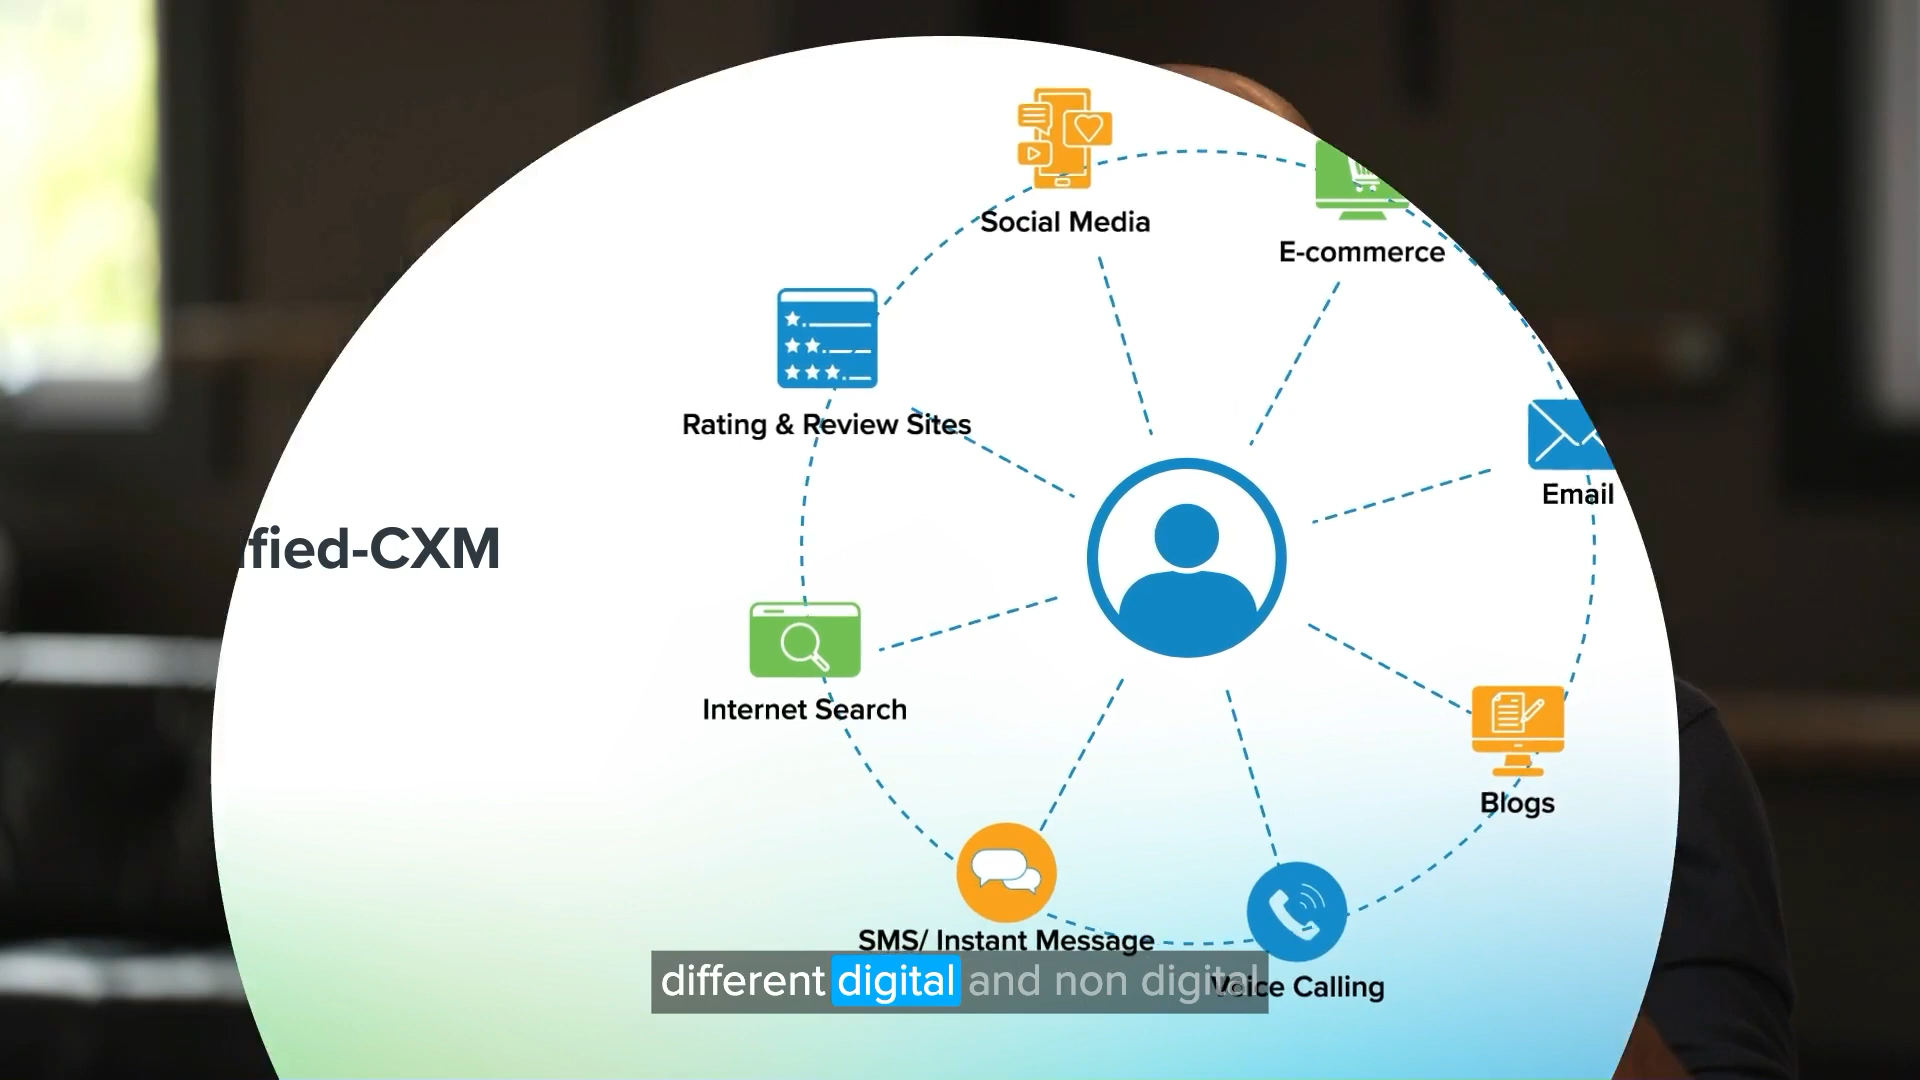 Social Media
E-commerce
Rating & Review Sites
Email
ified-CXM
Internet Search
Blogs
SMS/ Instant Message
different digital and non digital
Voice Calling